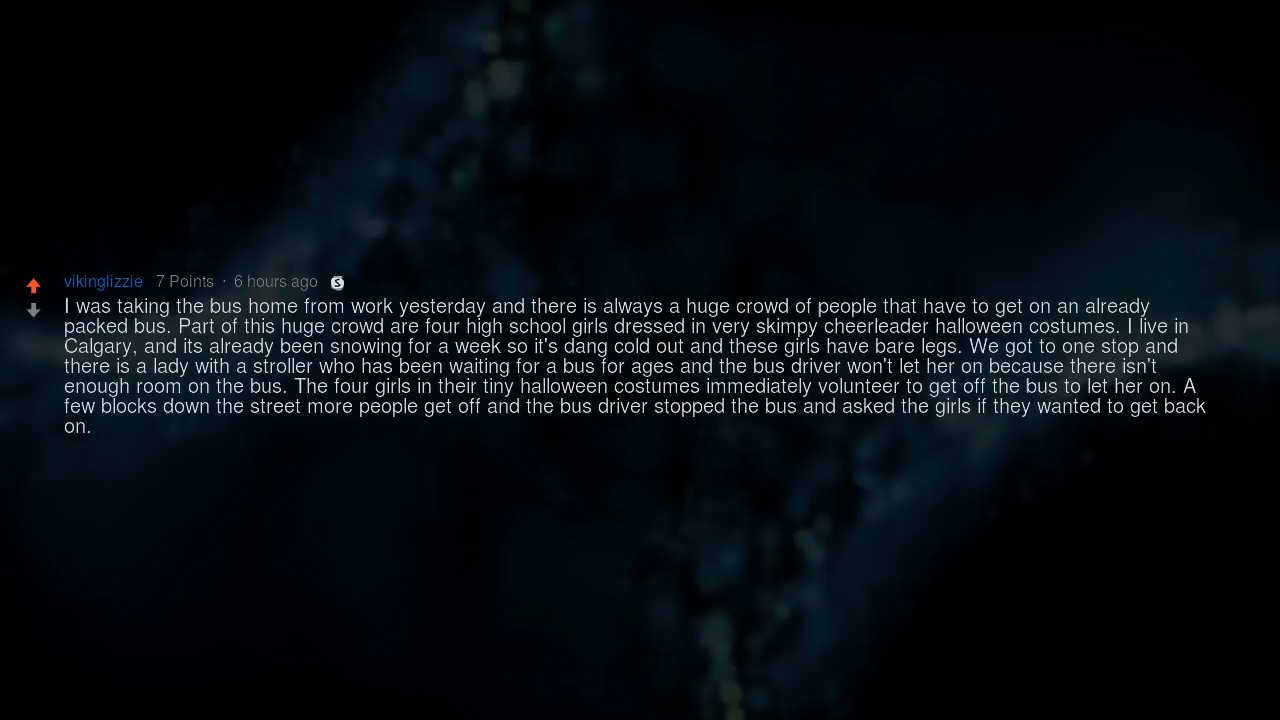 vikinglizzie 7 Points · 6 hours ago
I was taking the bus home from work yesterday and there is always a huge crowd of people that have to get on an already
packed bus. Part of this huge crowd are four high school girls dressed in very skimpy cheerleader halloween costumes. I live in
Calgary, and its already been snowing for a week so it's dang cold out and these girls have bare legs. We got to one stop and
there is a lady with a stroller who has been waiting for a bus for ages and the bus driver won't let her on because there isn't
enough room on the bus. The four girls in their tiny halloween costumes immediately volunteer to get off the bus to let her on. A
few blocks down the street more people get off and the bus driver stopped the bus and asked the girls if they wanted to get back
on.